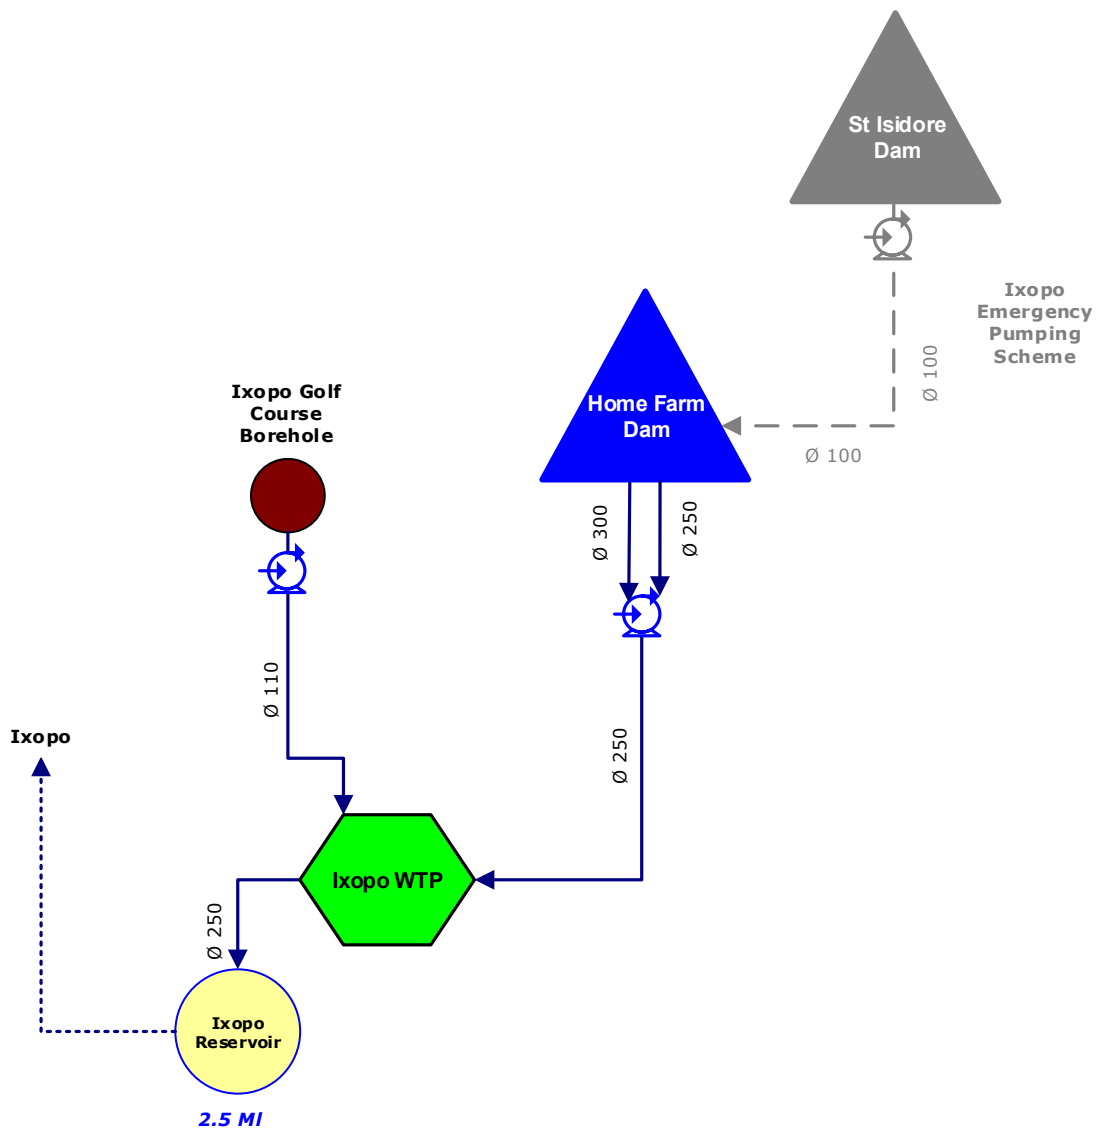 St Isidore
Dam
Ixopo
Emergency
Pumping
Scheme
Ø 100
Ø 100
Home Farm
Dam
Ø 300
Ø 250
Ixopo Golf
Course
Borehole
Ø 110
Ø 250
Ixopo
Ixopo WTP
Ø 250
Ixopo
Reservoir
2.5 Ml